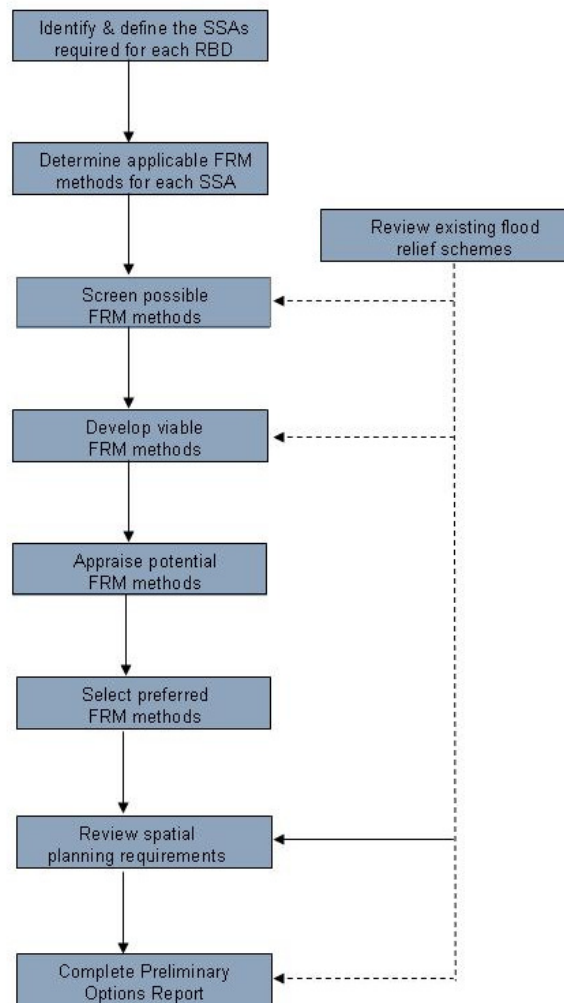 Identify & define the SSAs
required for each RBD
Determine applicable FRM
methods for each SSA
Review existing flood
relief schemes
Screen possible
FRM methods
Develop viable
FRM methods
Appraise potential
FRM methods
Select preferred
FRM methods
Review spatial
planning requirements
Complete Preliminary
Options Report